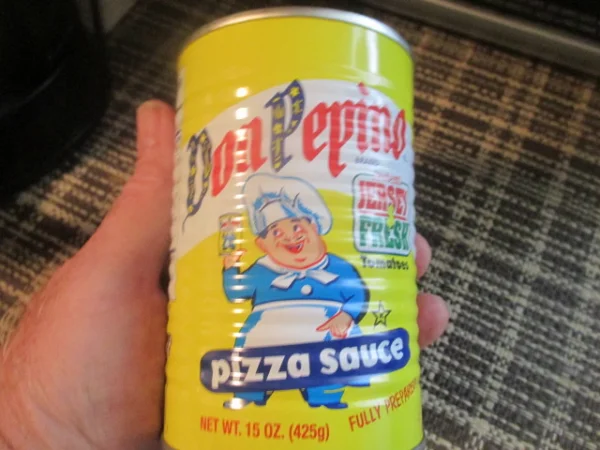 Don Pepino
JERSEY
FRESH
Tomatoes
pizza sauce
NET WT. 15 OZ. (425g)
FULLY PREPARED